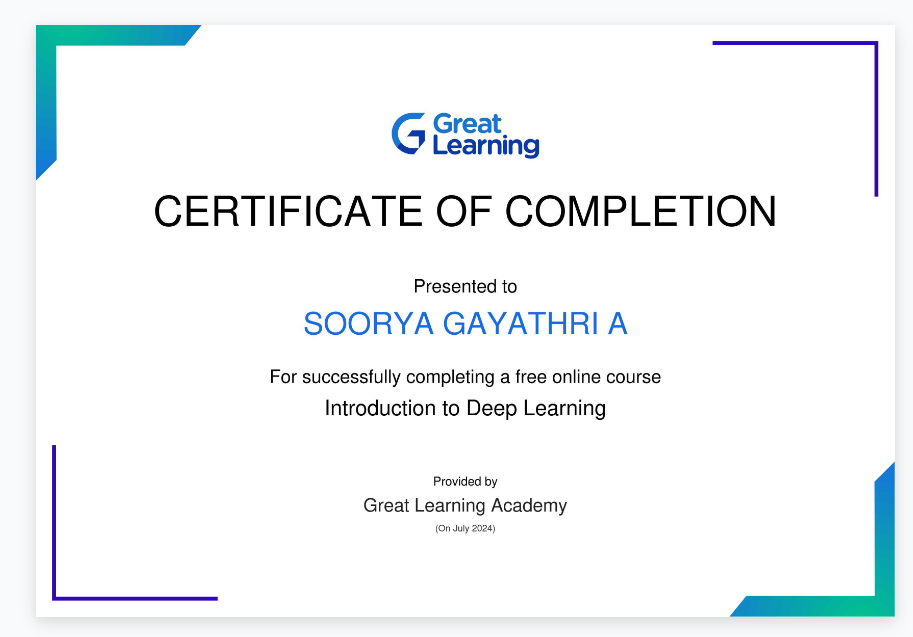 Great
Learning
CERTIFICATE OF COMPLETION
Presented to
SOORYA GAYATHRI A
For successfully completing a free online course
Introduction to Deep Learning
Provided by
Great Learning Academy
(On July 2024)